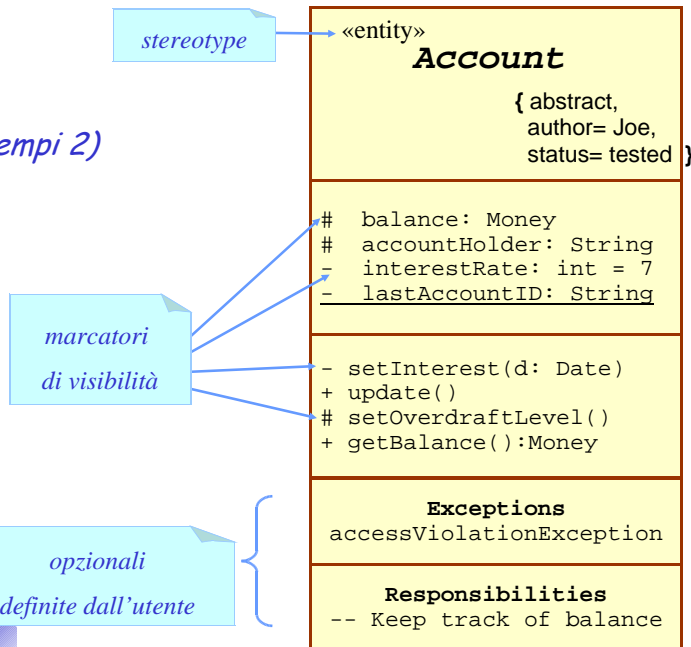 stereotype
«entity»
Account
{ abstract,
author= Joe,
status= tested }
empi 2)
# balance: Money
# accountHolder: String
- interestRate: int = 7
- lastAccountID: String
marcatori
di visibilità
- setInterest(d: Date)
+ update()
# setOverdraftLevel()
+ getBalance():Money
Exceptions
accessViolationException
opzionali
definite dall'utente
Responsibilities
-- Keep track of balance